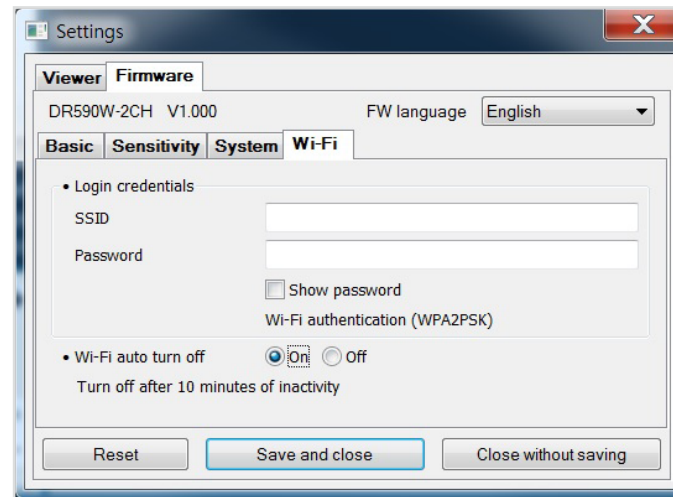 Settings
X
Viewer Firmware
DR590W-2CH V1.000 FW language English
Basic Sensitivity System Wi-Fi
• Login credentials
SSID
Password
Show password
Wi-Fi authentication (WPA2PSK)
• Wi-Fi auto turn off On Off
Turn off after 10 minutes of inactivity
Reset Save and close Close without saving